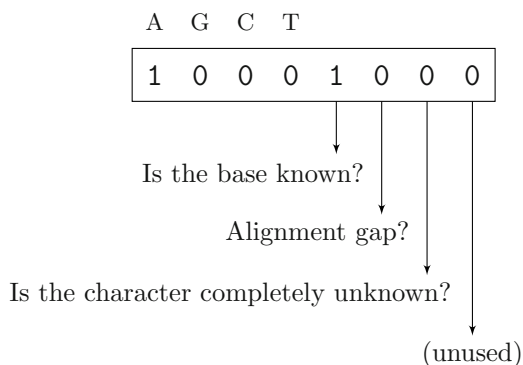 A G C T
1 0 0 0 1 0 0 0
Is the base known?
Alignment gap?
Is the character completely unknown?
(unused)